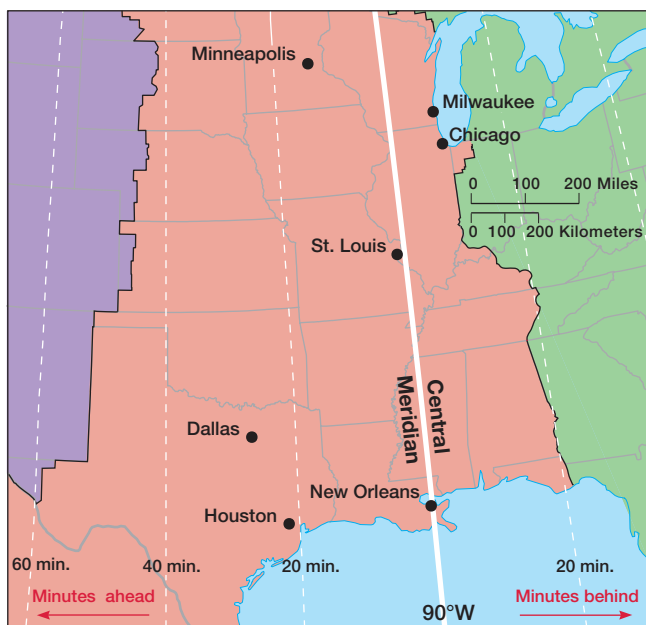 Minneapolis
Milwaukee
Chicago
0 100 200 Miles
0 100 200 Kilometers
St. Louis
Central
Meridian
Dallas
New Orleans
Houston
60 min.
40 min.
20 min.
20 min.
Minutes ahead
90°W
Minutes behind